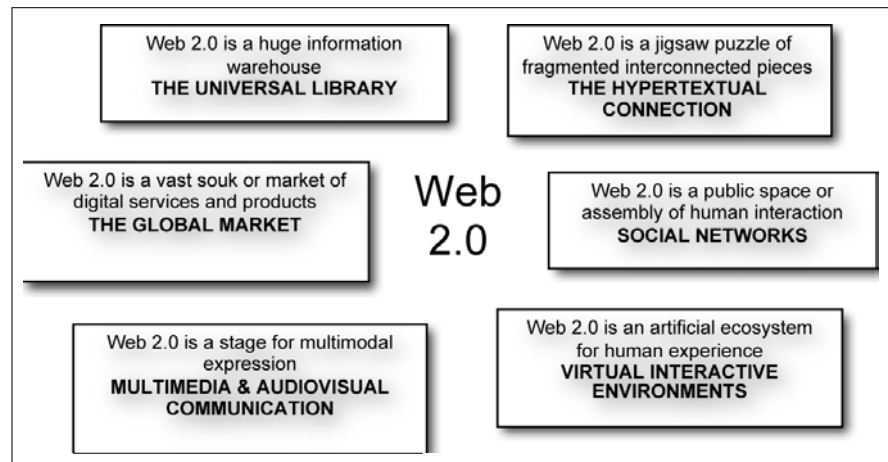 Web 2.0 is a huge information
warehouse
THE UNIVERSAL LIBRARY
Web 2.0 is a jigsaw puzzle of
fragmented interconnected pieces
THE HYPERTEXTUAL
CONNECTION
Web 2.0 is a vast souk or market of
digital services and products
THE GLOBAL MARKET
Web
2.0
Web 2.0 is a public space or
assembly of human interaction
SOCIAL NETWORKS
Web 2.0 is a stage for multimodal
expression
MULTIMEDIA & AUDIOVISUAL
COMMUNICATION
Web 2.0 is an artificial ecosystem
for human experience
VIRTUAL INTERACTIVE
ENVIRONMENTS